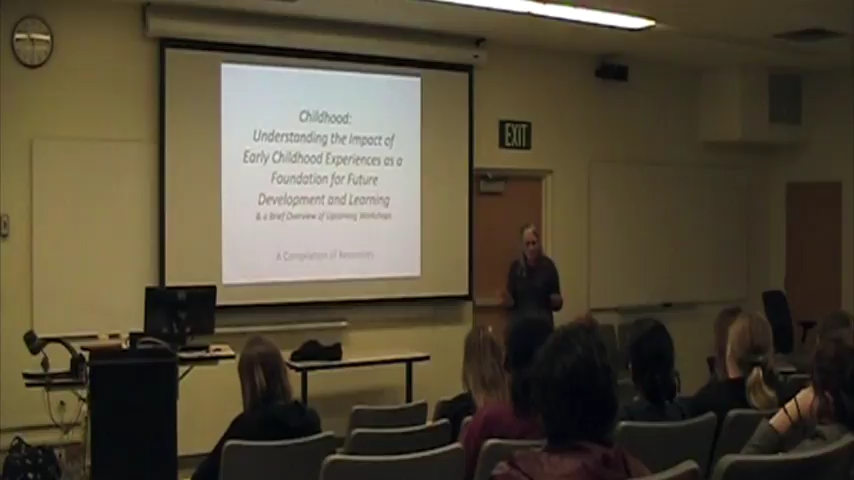 Childhood:
Understanding the Impact of
Early Childhood Experiences as a
Foundation for Future
Development and Learning
& a Brief Overview of Upcoming Workshops
A Compilation of Resources
EXIT